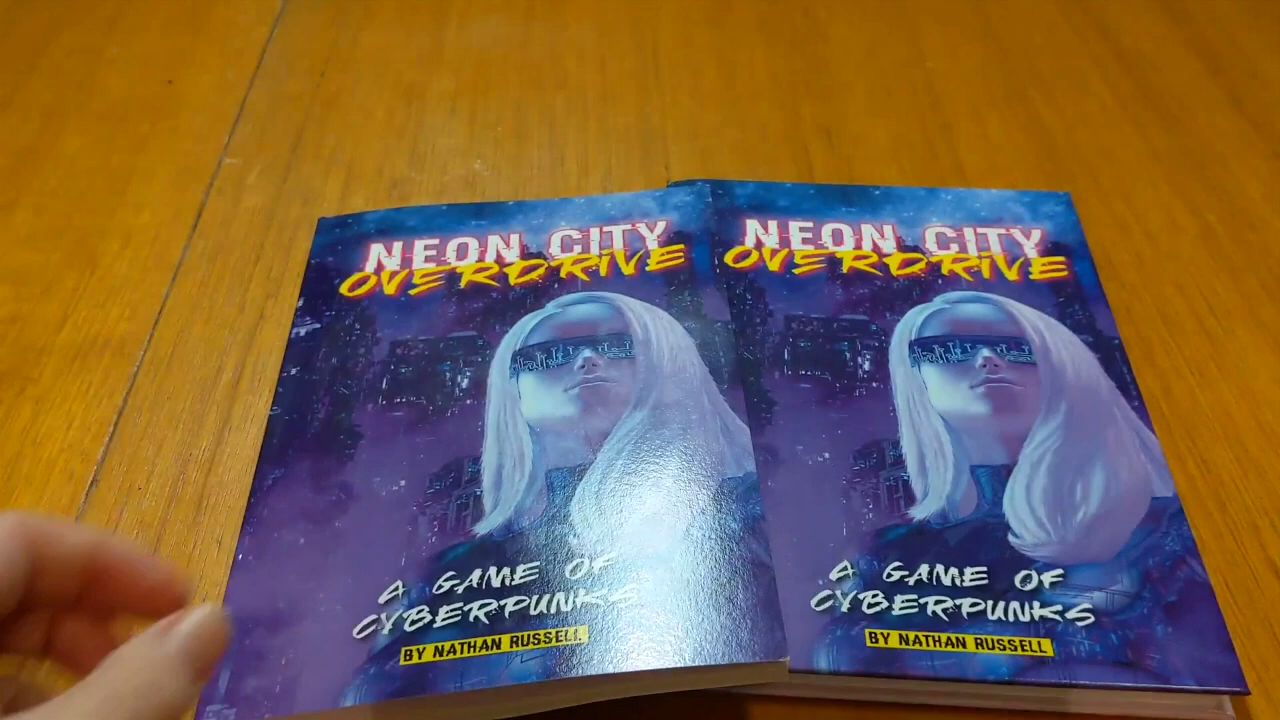 NEON CITY
OVERDRIVE
A GAME OF
CYBERPUNKS
BY NATHAN RUSSELL
NEON CITY
OVERDRIVE
A GAME OF
CYBERPUNKS
BY NATHAN RUSSELL